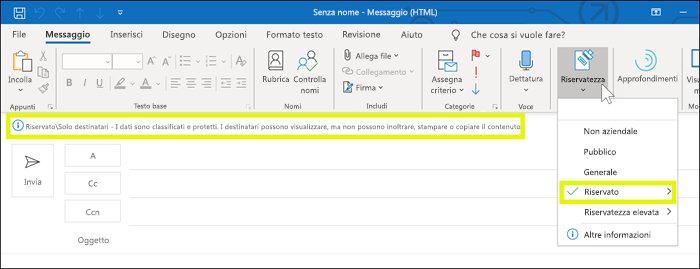 Senza nome - Messaggio (HTML)
File Messaggio Inserisci Disegno Opzioni Formato testo Revisione Aiuto Che cosa si vuole fare?
Incolla
Appunti
G C S
A
Testo base
Rubrica Controlla nomi
Nomi
Allega file
Collegamento
Firma
Includi
Assegna criterio
Categorie
Dettatura
Voce
Riservatezza
Approfondimenti
Visu
Mod
Riservato\Solo destinatari - I dati sono classificati e protetti. I destinatari possono visualizzare, ma non possono inoltrare, stampare o copiare il contenuto
Invia
A
Cc
Ccn
Oggetto
Non aziendale
Pubblico
Generale
Riservato
Riservatezza elevata
Altre informazioni